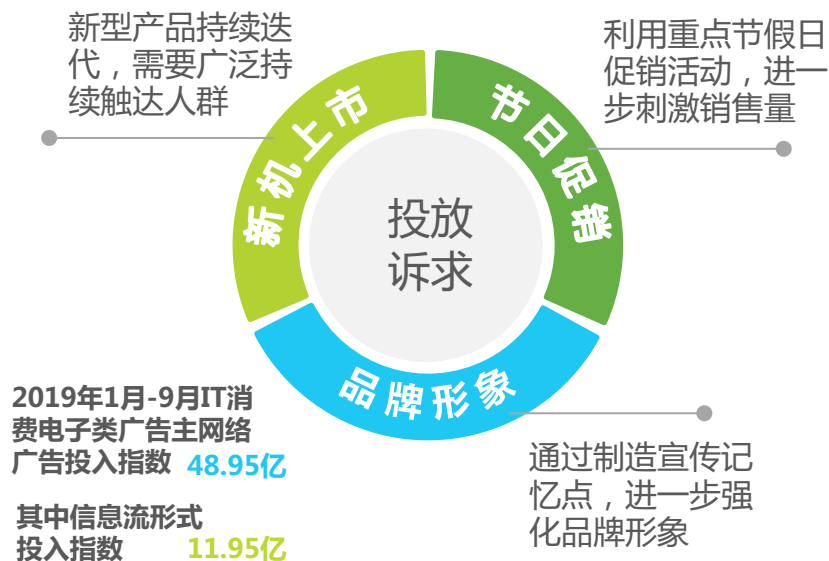 新型产品持续迭
代，需要广泛持
续触达人群
利用重点节假日
促销活动，进一
步刺激销售量
新机上市
节日促销
投放
诉求
品牌形象
2019年1月-9月IT消
费电子类广告主网络
广告投入指数 48.95亿
其中信息流形式
投入指数 11.95亿
通过制造宣传记
忆点，进一步强
化品牌形象